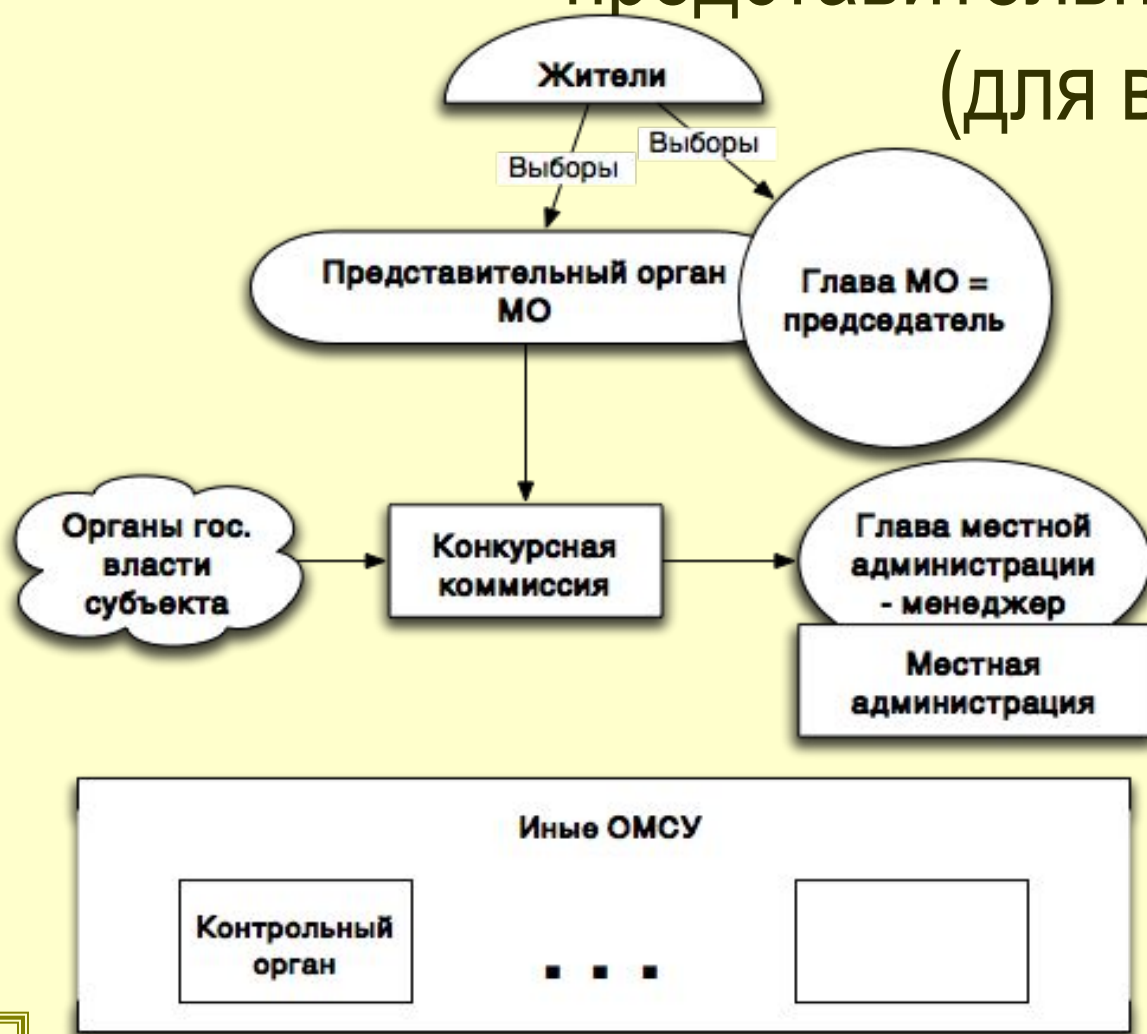 (для в
Жители
Выборы
Выборы
Представительный орган
МО
Глава МО =
председатель
Органы гос.
власти
субъекта
Конкурсная
коммиссия
Глава местной
администрации
- менеджер
Местная
администрация
Иные ОМСУ
Контрольный
орган
. . .